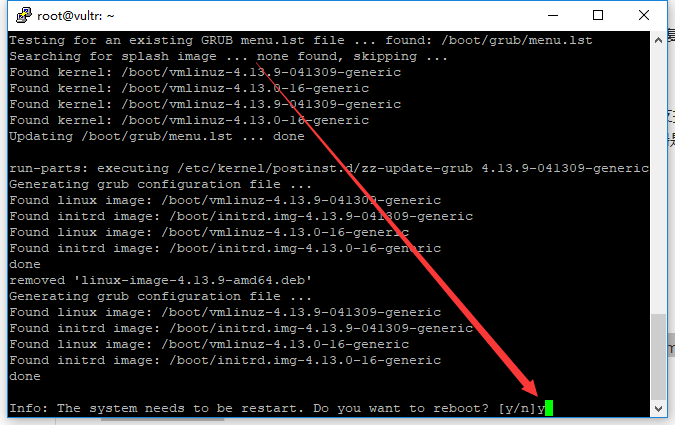 root@vultr: ~
Testing for an existing GRUB menu.lst file ... found: /boot/grub/menu.lst
Searching for splash image ... none found, skipping ...
Found kernel: /boot/vmlinuz-4.13.9-041309-generic
Found kernel: /boot/vmlinuz-4.13.0-16-generic
Found kernel: /boot/vmlinuz-4.13.9-041309-generic
Found kernel: /boot/vmlinuz-4.13.0-16-generic
Updating /boot/grub/menu.lst ... done
run-parts: executing /etc/kernel/postinst.d/zz-update-grub 4.13.9-041309-generic
Generating grub configuration file ...
Found linux image: /boot/vmlinuz-4.13.9-041309-generic
Found initrd image: /boot/initrd.img-4.13.9-041309-generic
Found linux image: /boot/vmlinuz-4.13.0-16-generic
Found initrd image: /boot/initrd.img-4.13.0-16-generic
done
removed 'linux-image-4.13.9-amd64.deb'
Generating grub configuration file ...
Found linux image: /boot/vmlinuz-4.13.9-041309-generic
Found initrd image: /boot/initrd.img-4.13.9-041309-generic
Found linux image: /boot/vmlinuz-4.13.0-16-generic
Found initrd image: /boot/initrd.img-4.13.0-16-generic
done
Info: The system needs to be restart. Do you want to reboot? [y/n]y